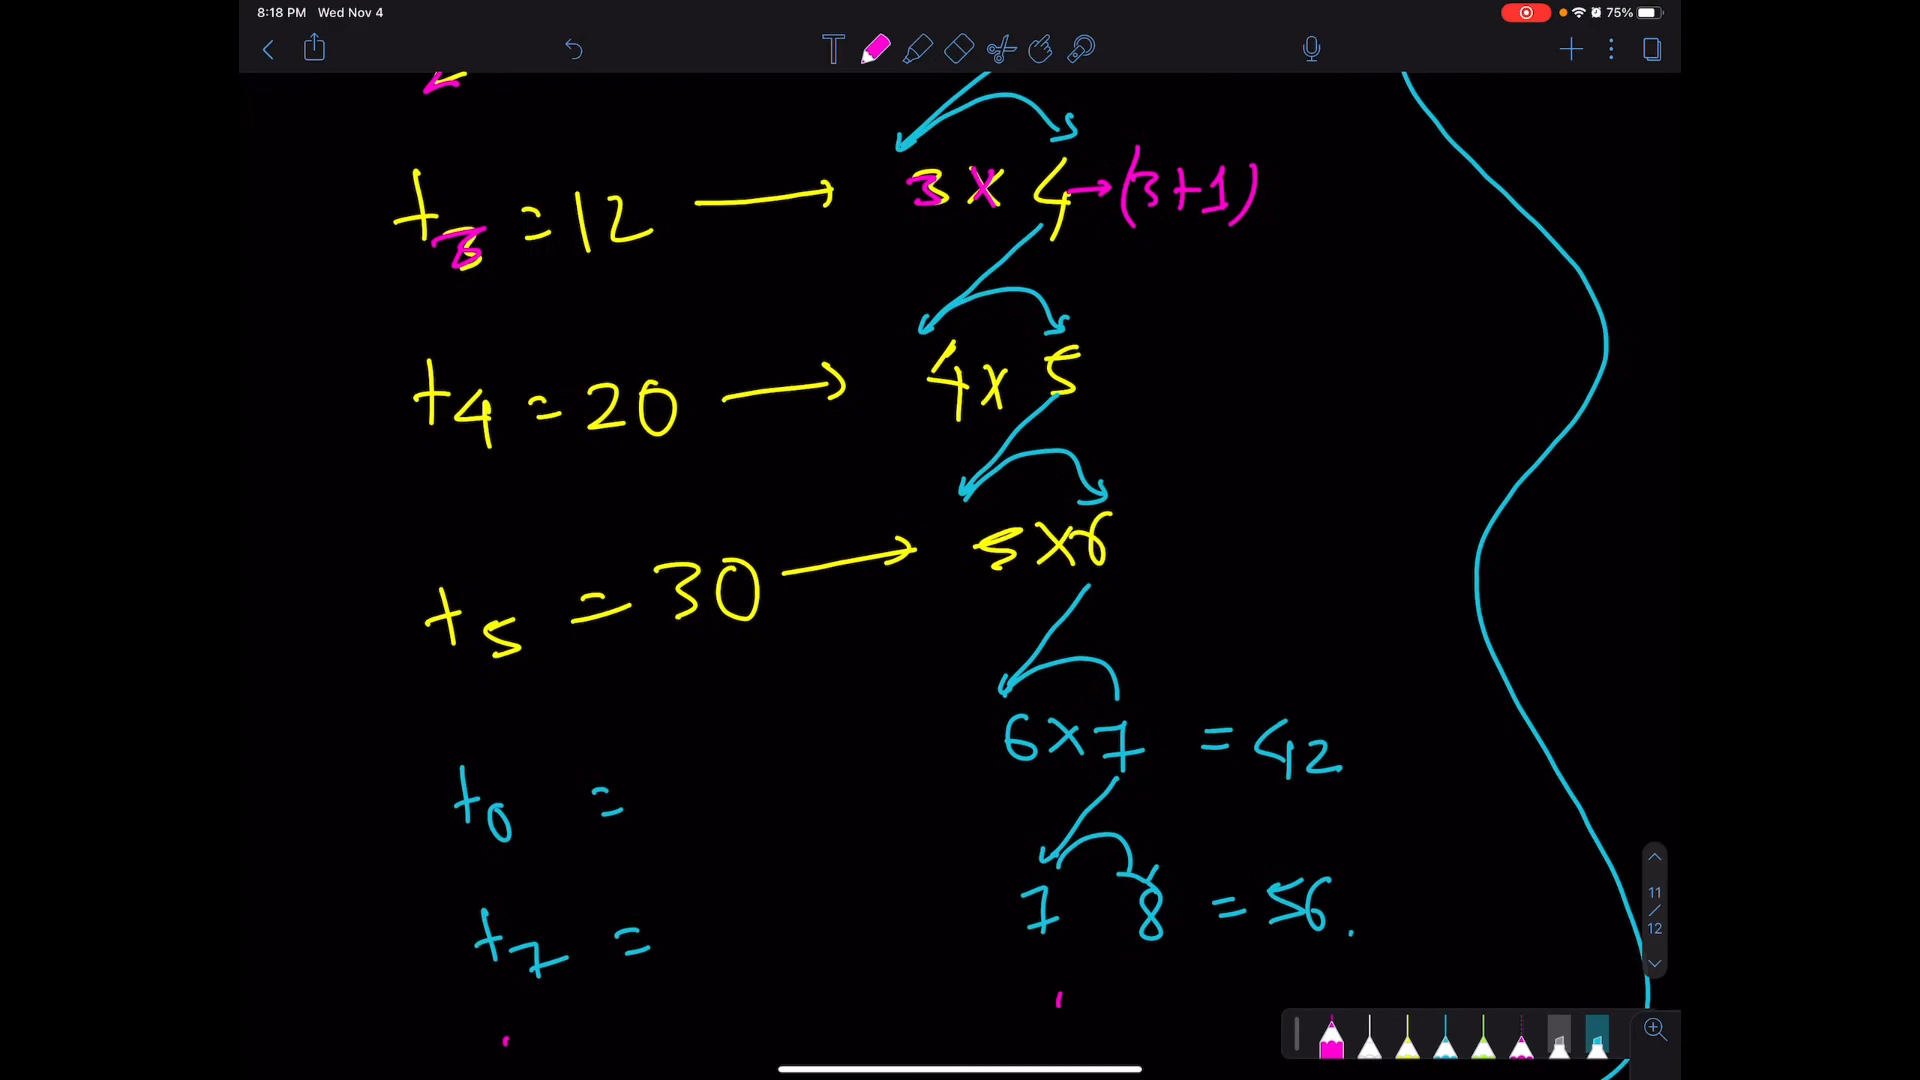 8:18 PM Wed Nov 4
75%
t3 = 12 → 3 x 4 → (3+1)
t4 = 20 → 4 x 5
t5 = 30 → 5 x 6
6 x 7 = 42
t6 =
7 8 = 56.
t7 =
11
/
12